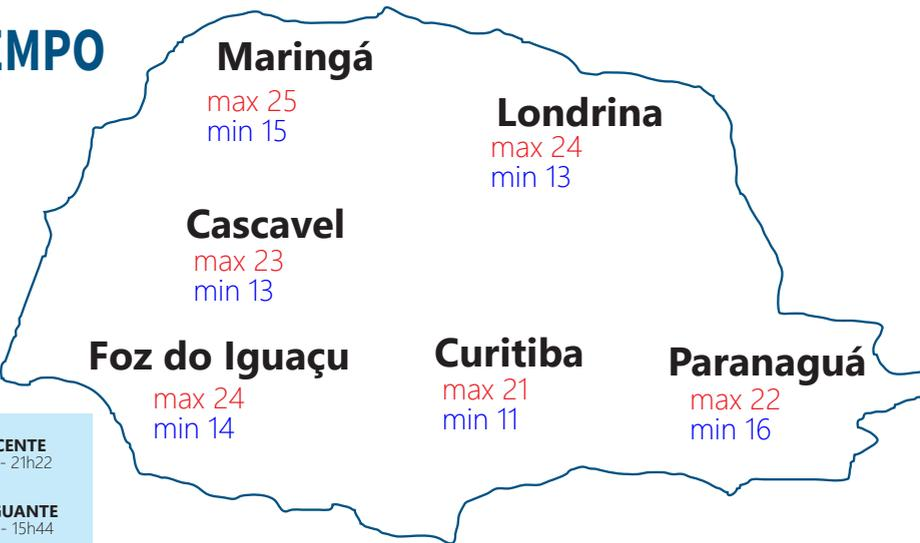 EMPO
Maringá
max 25
min 15
Londrina
max 24
min 13
Cascavel
max 23
min 13
Foz do Iguaçu
max 24
min 14
Curitiba
max 21
min 11
Paranaguá
max 22
min 16
CENTE
- 21h22
GUANTE
- 15h44